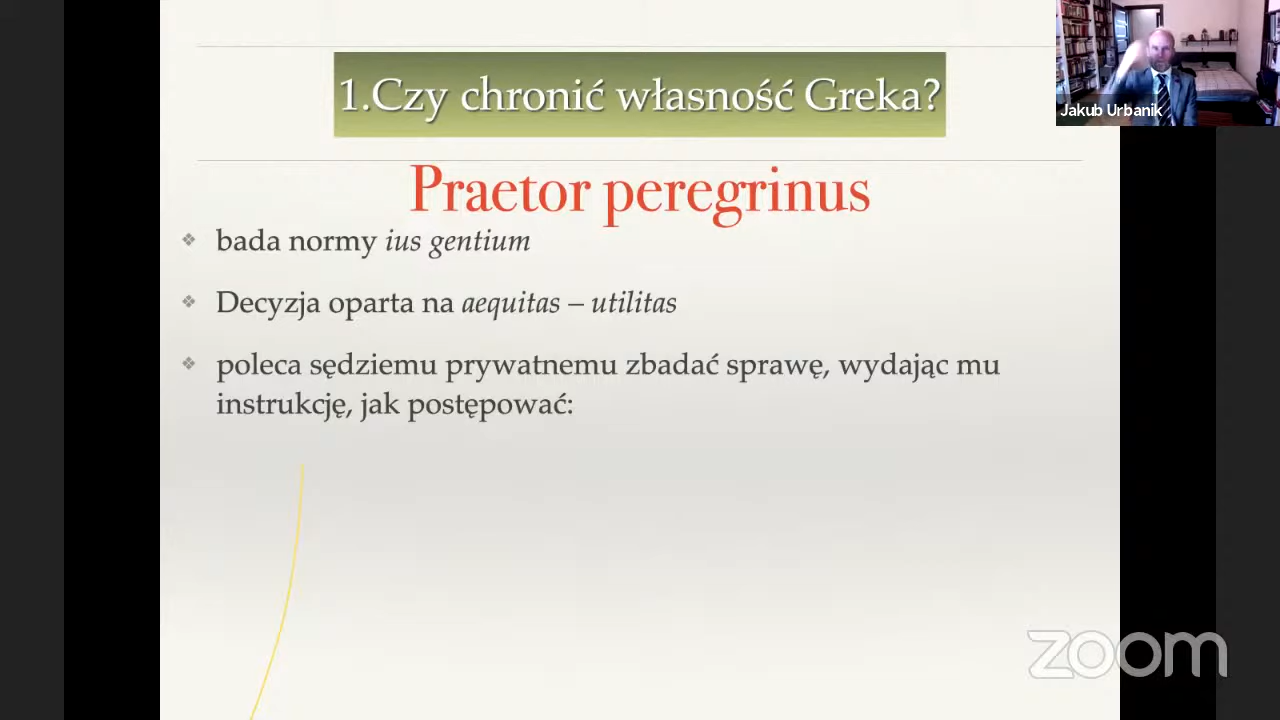 1.Czy chronić własność Greka?
Jakub Urbanik
Praetor peregrinus
bada normy ius gentium
Decyzja oparta na aequitas – utilitas
poleca sędziemu prywatnemu zbadać sprawę, wydając mu
instrukcję, jak postępować:
zoom